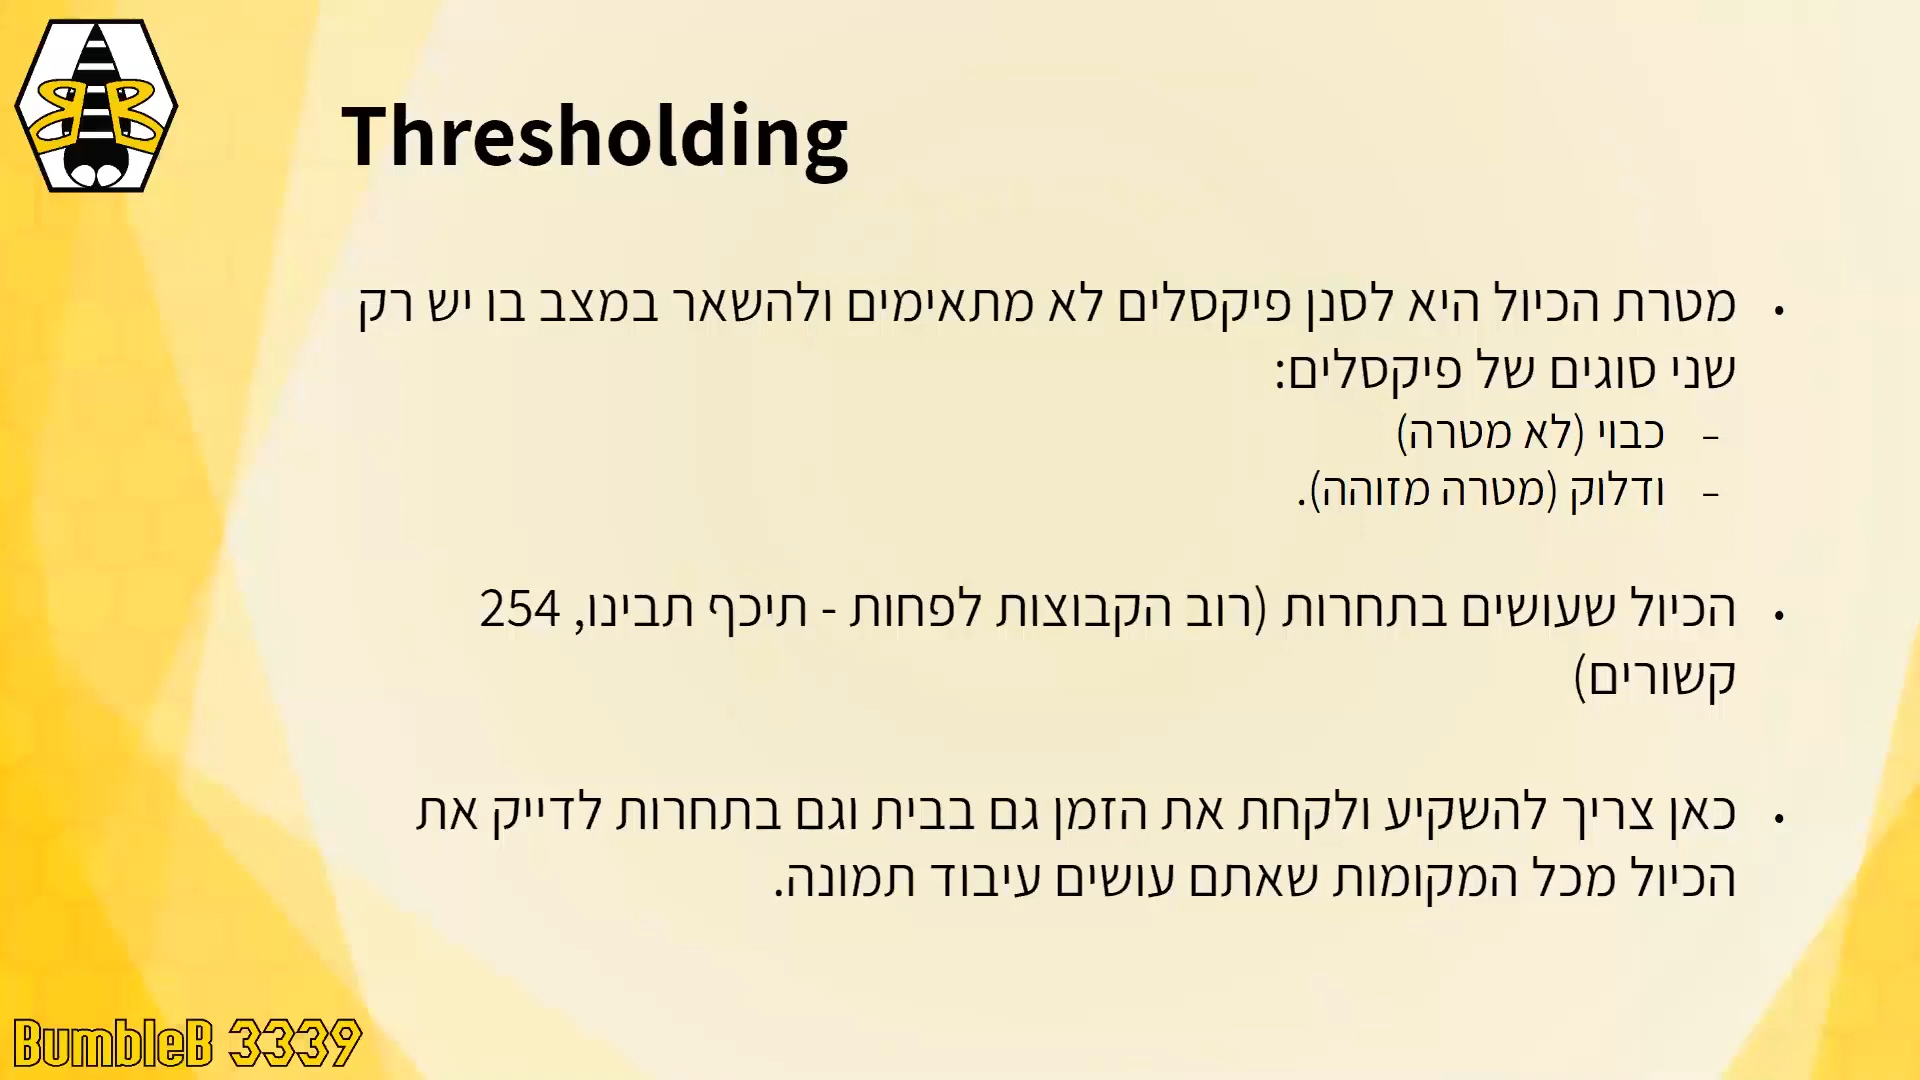 Thresholding
• מטרת הכיול היא לסנן פיקסלים לא מתאימים ולהשאר במצב בו יש רק
שני סוגים של פיקסלים:
– כבוי (לא מטרה)
– ודלוק (מטרה מזוהה).
• הכיול שעושים בתחרות (רוב הקבוצות לפחות - תיכף תבינו, 254
קשורים)
• כאן צריך להשקיע ולקחת את הזמן גם בבית וגם בתחרות לדייק את
הכיול מכל המקומות שאתם עושים עיבוד תמונה.
BumbleB 3339